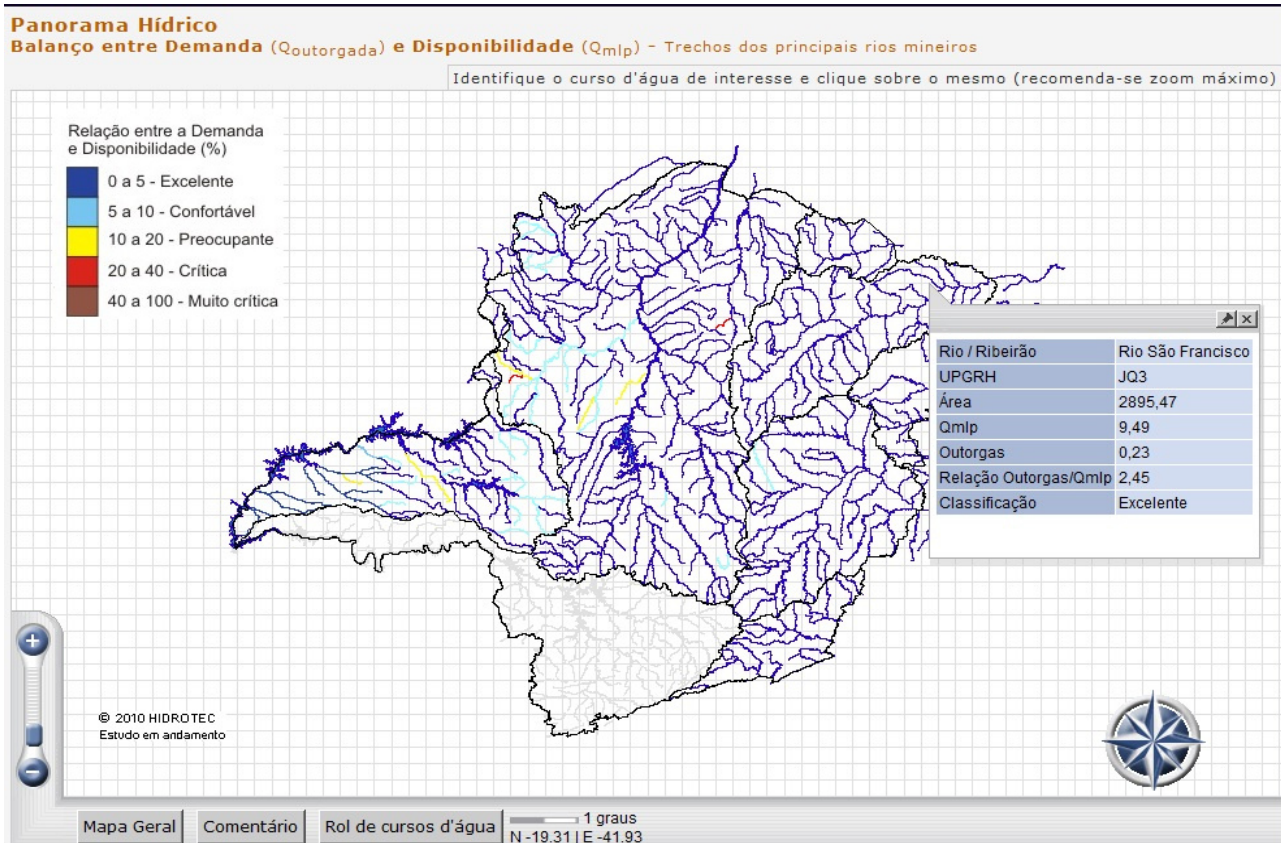 Panorama Hídrico
Balanço entre Demanda (Qoutorgada) e Disponibilidade (Qmlp) - Trechos dos principais rios mineiros
Identifique o curso d'água de interesse e clique sobre o mesmo (recomenda-se zoom máximo)
Relação entre a Demanda
e Disponibilidade (%)
0 a 5 - Excelente
5 a 10 - Confortável
10 a 20 - Preocupante
20 a 40 - Crítica
40 a 100 - Muito crítica
Rio / Ribeirão Rio São Francisco
UPGRH JQ3
Área 2895,47
Qmlp 9,49
Outorgas 0,23
Relação Outorgas/Qmlp 2,45
Classificação Excelente
© 2010 HIDROTEC
Estudo em andamento
Mapa Geral Comentário Rol de cursos d'água 1 graus
N -19.31 | E -41.93